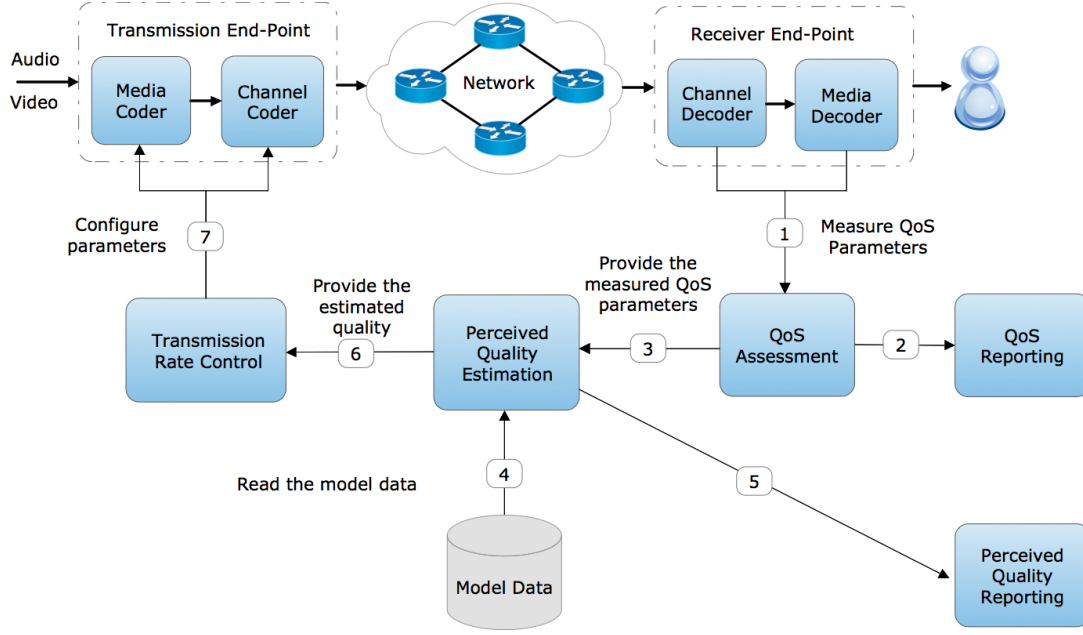 Transmission End-Point
Receiver End-Point
Audio
Video
Media
Coder
Channel
Coder
Network
Channel
Decoder
Media
Decoder
Configure
parameters
7
1
Measure QoS
Parameters
Provide the
measured QoS
parameters
Provide the
estimated
quality
Transmission
Rate Control
6
Perceived
Quality
Estimation
3
QoS
Assessment
2
QoS
Reporting
Read the model data
4
5
Model Data
Perceived
Quality
Reporting